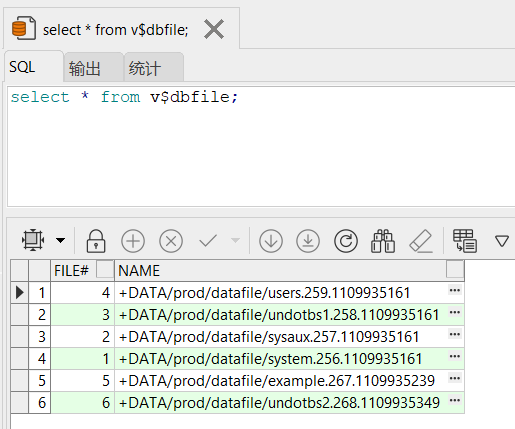 select * from v$dbfile;
SQL 输出 统计
select * from v$dbfile;
FILE# NAME
1 4 +DATA/prod/datafile/users.259.1109935161
2 3 +DATA/prod/datafile/undotbs1.258.1109935161
3 2 +DATA/prod/datafile/sysaux.257.1109935161
4 1 +DATA/prod/datafile/system.256.1109935161
5 5 +DATA/prod/datafile/example.267.1109935239
6 6 +DATA/prod/datafile/undotbs2.268.1109935349